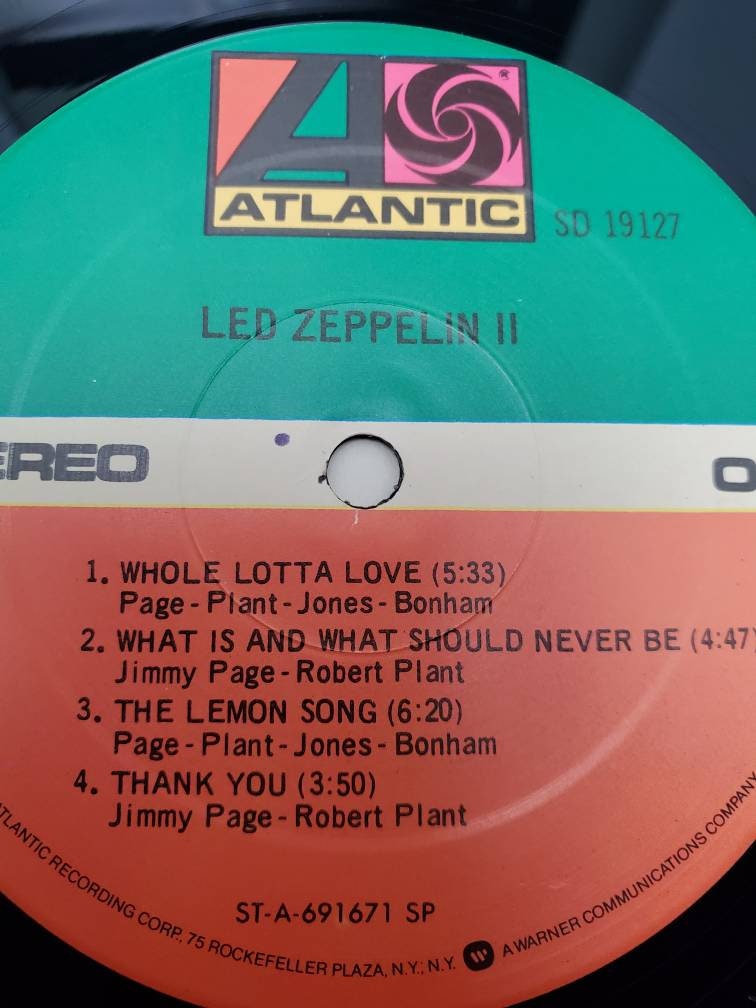 ATLANTIC
®
SD 19127
LED ZEPPELIN II
EREO
1. WHOLE LOTTA LOVE (5:33)
Page - Plant - Jones - Bonham
2. WHAT IS AND WHAT SHOULD NEVER BE (4:47)
Jimmy Page - Robert Plant
3. THE LEMON SONG (6:20)
Page - Plant - Jones - Bonham
4. THANK YOU (3:50)
Jimmy Page - Robert Plant
ST-A-691671 SP
ATLANTIC RECORDING CORP., 75 ROCKEFELLER PLAZA, N.Y., N.Y. A WARNER COMMUNICATIONS COMPANY